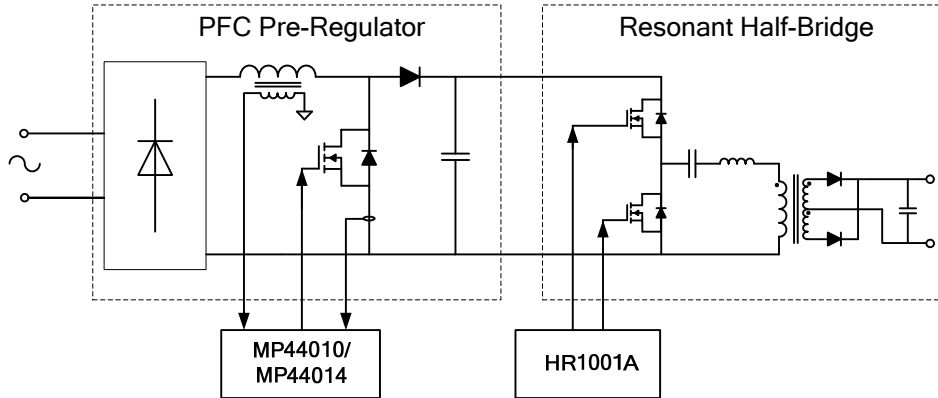 PFC Pre-Regulator
Resonant Half-Bridge
MP44010/
MP44014
HR1001A